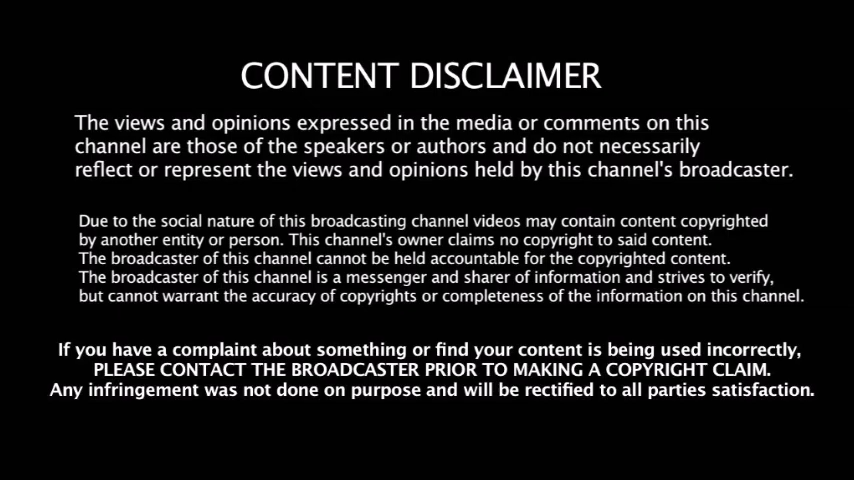 CONTENT DISCLAIMER
The views and opinions expressed in the media or comments on this
channel are those of the speakers or authors and do not necessarily
reflect or represent the views and opinions held by this channel's broadcaster.
Due to the social nature of this broadcasting channel videos may contain content copyrighted
by another entity or person. This channel's owner claims no copyright to said content.
The broadcaster of this channel cannot be held accountable for the copyrighted content.
The broadcaster of this channel is a messenger and sharer of information and strives to verify,
but cannot warrant the accuracy of copyrights or completeness of the information on this channel.
If you have a complaint about something or find your content is being used incorrectly,
PLEASE CONTACT THE BROADCASTER PRIOR TO MAKING A COPYRIGHT CLAIM.
Any infringement was not done on purpose and will be rectified to all parties satisfaction.